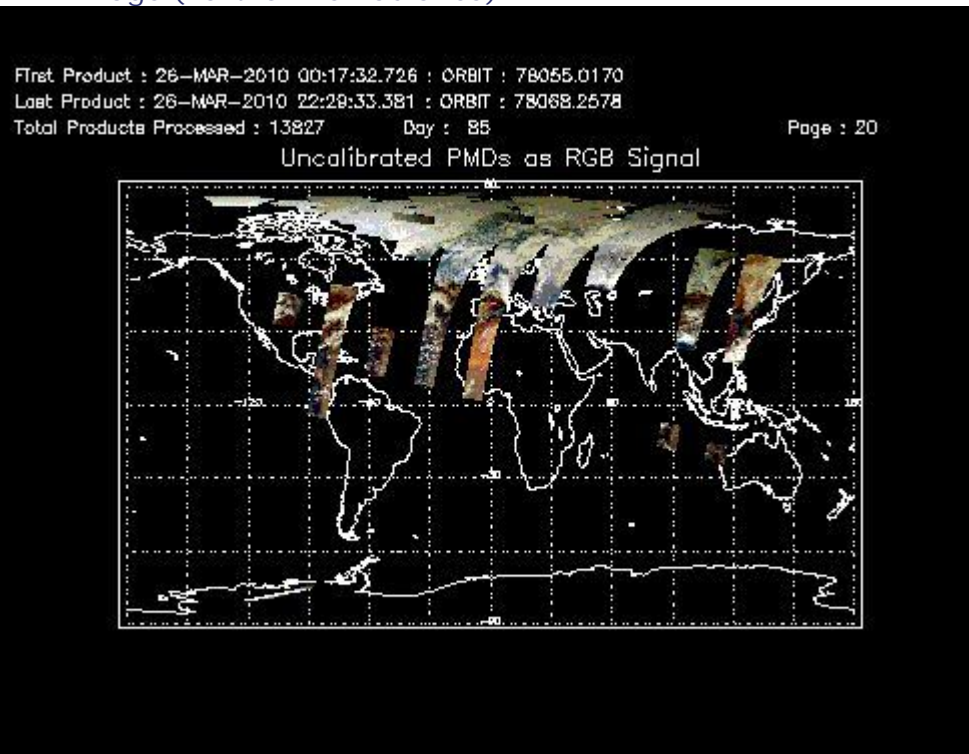 First Product : 26-MAR-2010 00:17:32.726 : ORBIT : 78055.0170
Last Product : 26-MAR-2010 22:29:33.381 : ORBIT : 78068.2578
Total Products Processed : 13827 Day : 85 Page : 20
Uncalibrated PMDs as RGB Signal